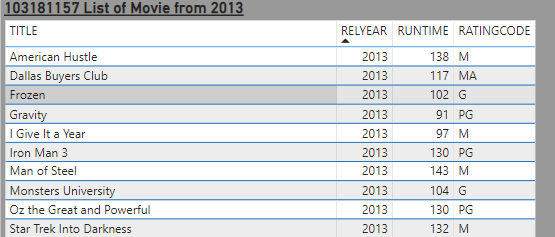 103181157 List of Movie from 2013
TITLE RELYEAR RUNTIME RATINGCODE
American Hustle 2013 138 M
Dallas Buyers Club 2013 117 MA
Frozen 2013 102 G
Gravity 2013 91 PG
I Give It a Year 2013 97 M
Iron Man 3 2013 130 PG
Man of Steel 2013 143 M
Monsters University 2013 104 G
Oz the Great and Powerful 2013 130 PG
Star Trek Into Darkness 2013 132 M